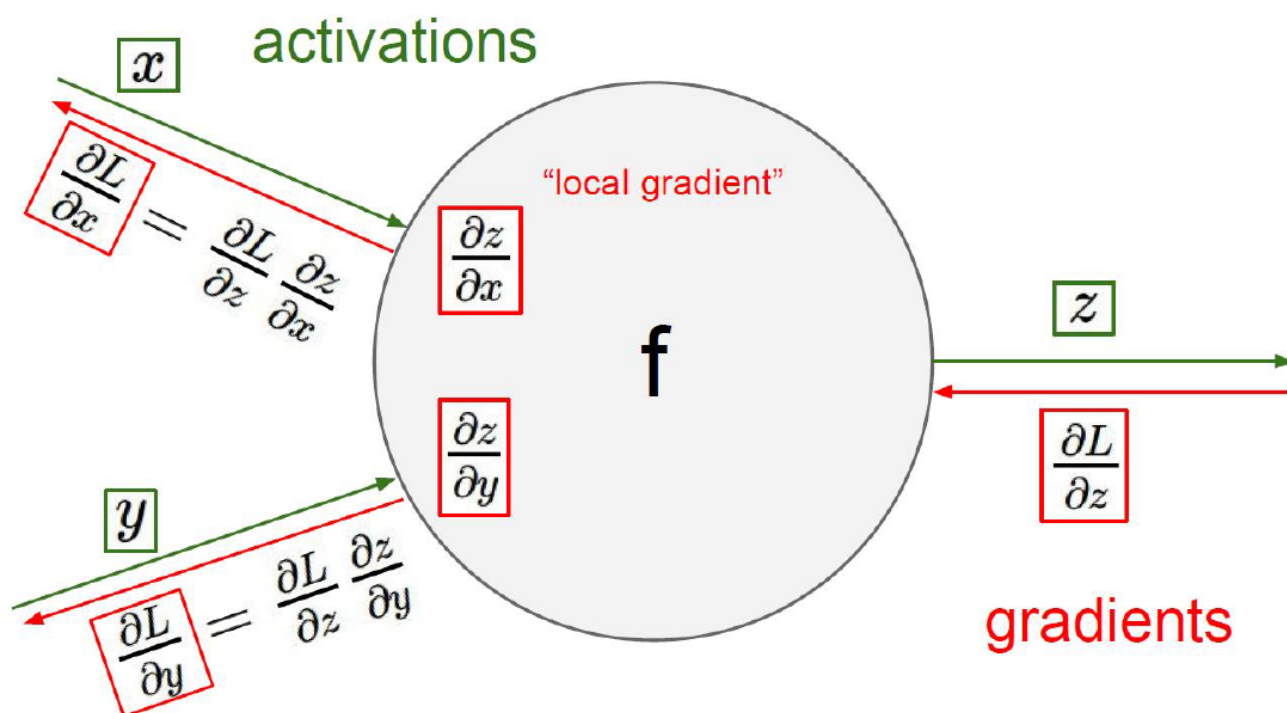 activations
x
∂L/∂x = ∂L/∂z ∂z/∂x
“local gradient”
∂z/∂x
f
z
∂z/∂y
∂L/∂z
y
∂L/∂y = ∂L/∂z ∂z/∂y
gradients